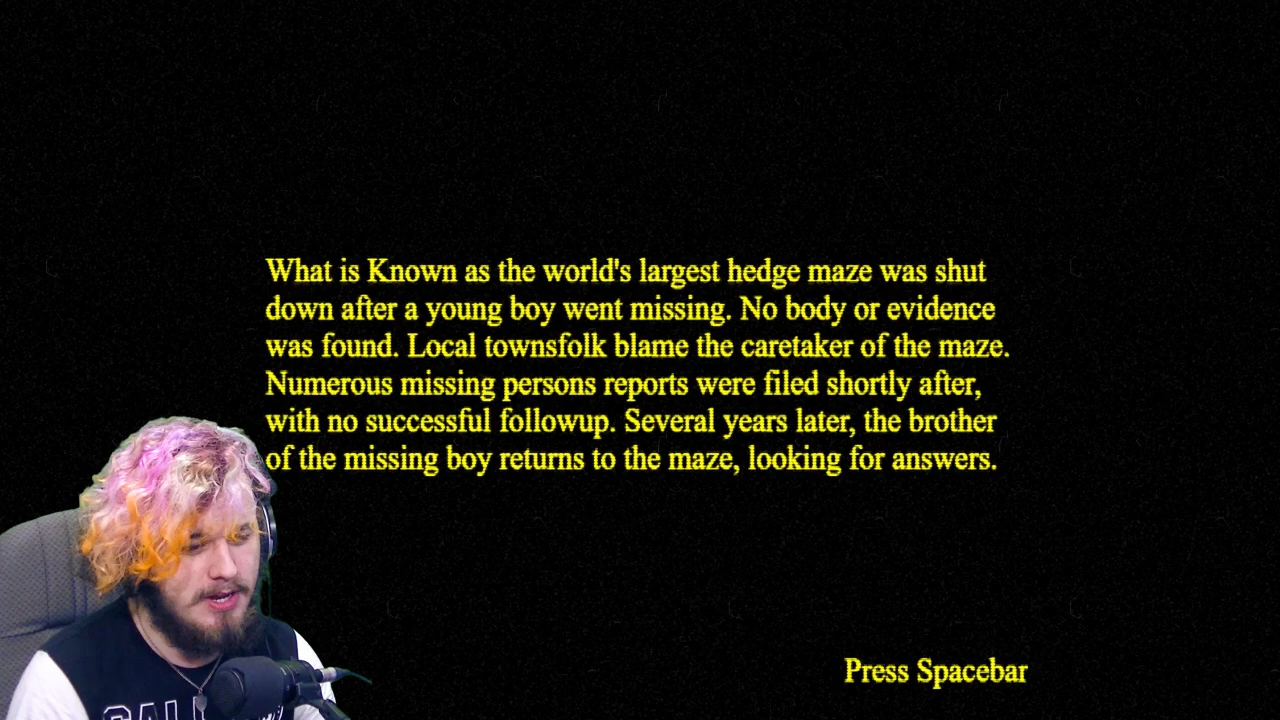 What is Known as the world's largest hedge maze was shut
down after a young boy went missing. No body or evidence
was found. Local townsfolk blame the caretaker of the maze.
Numerous missing persons reports were filed shortly after,
with no successful followup. Several years later, the brother
of the missing boy returns to the maze, looking for answers.
Press Spacebar